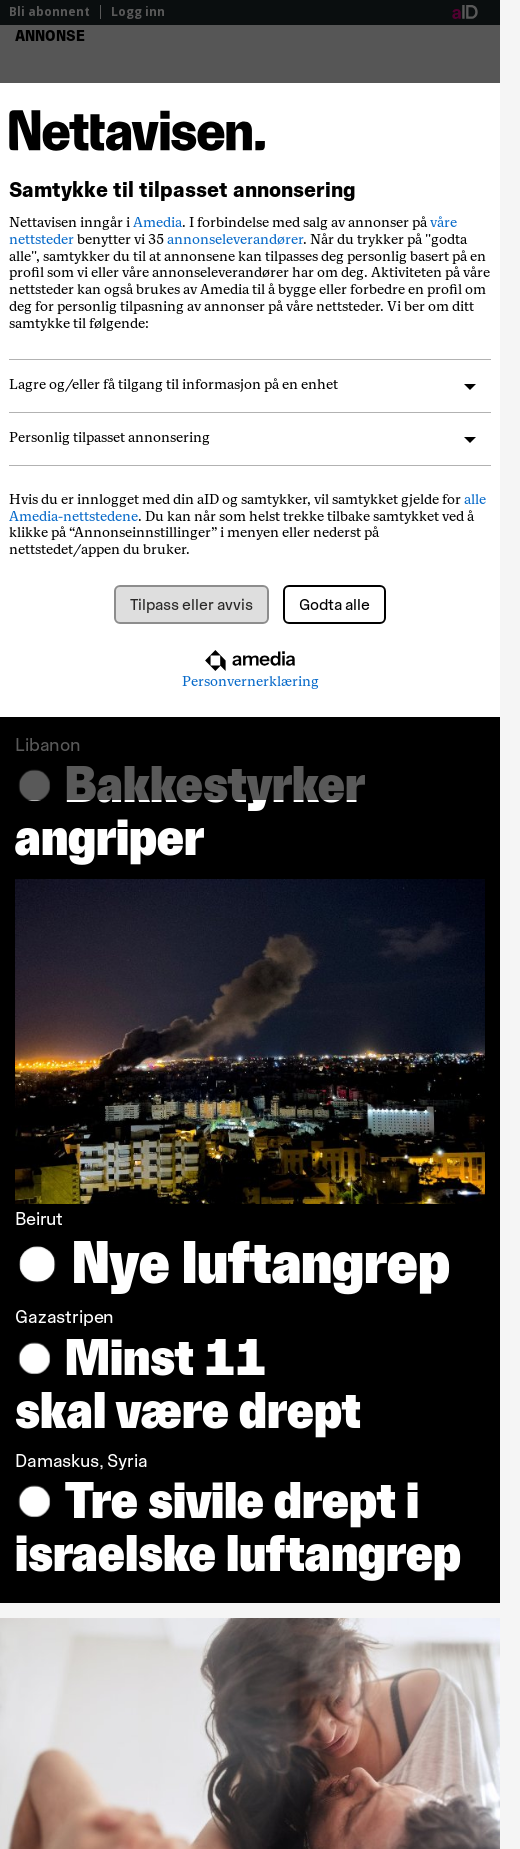 Bli abonnent | Logg inn
aID
ANNONSE
Nettavisen.
Samtykke til tilpasset annonsering
Nettavisen inngår i Amedia. I forbindelse med salg av annonser på våre
nettsteder benytter vi 35 annonseleverandører. Når du trykker på "godta
alle", samtykker du til at annonsene kan tilpasses deg personlig basert på en
profil som vi eller våre annonseleverandører har om deg. Aktiviteten på våre
nettsteder kan også brukes av Amedia til å bygge eller forbedre en profil om
deg for personlig tilpasning av annonser på våre nettsteder. Vi ber om ditt
samtykke til følgende:
Lagre og/eller få tilgang til informasjon på en enhet
Personlig tilpasset annonsering
Hvis du er innlogget med din aID og samtykker, vil samtykket gjelde for alle
Amedia-nettstedene. Du kan når som helst trekke tilbake samtykket ved å
klikke på “Annonseinnstillinger” i menyen eller nederst på
nettstedet/appen du bruker.
Tilpass eller avvis
Godta alle
amedia
Personvernerklæring
Libanon
Bakkestyrker
angriper
Beirut
Nye luftangrep
Gazastripen
Minst 11
skal være drept
Damaskus, Syria
Tre sivile drept i
israelske luftangrep